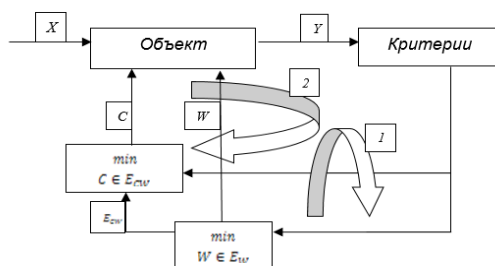 X
Объект
Y
Критерии
2
C
W
1
min
C ∈ E_CW
E_cw
min
W ∈ E_W